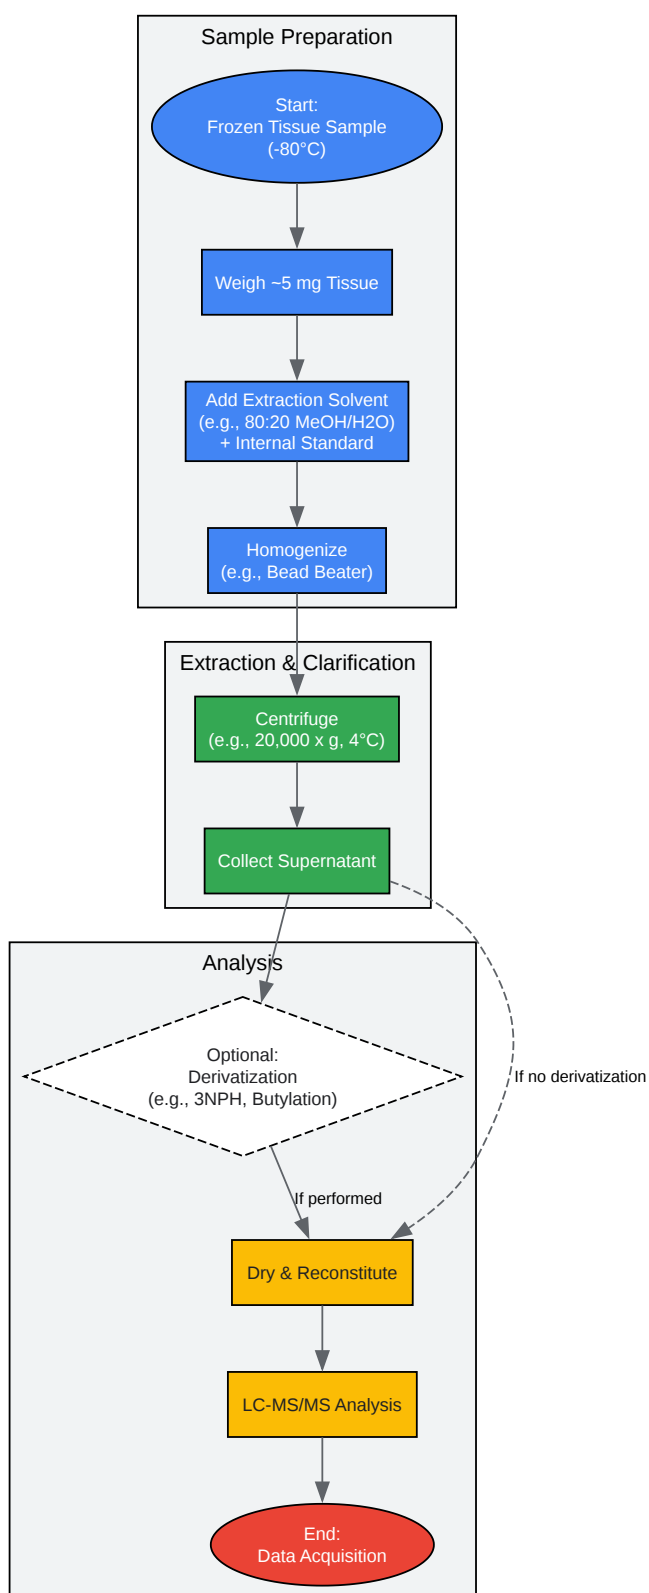 Sample Preparation
Start:
Frozen Tissue Sample
(-80°C)
Weigh ~5 mg Tissue
Add Extraction Solvent
(e.g., 80:20 MeOH/H2O)
+ Internal Standard
Homogenize
(e.g., Bead Beater)
Extraction & Clarification
Centrifuge
(e.g., 20,000 x g, 4°C)
Collect Supernatant
Analysis
Optional:
Derivatization
(e.g., 3NPH, Butylation)
If no derivatization
If performed
Dry & Reconstitute
LC-MS/MS Analysis
End:
Data Acquisition